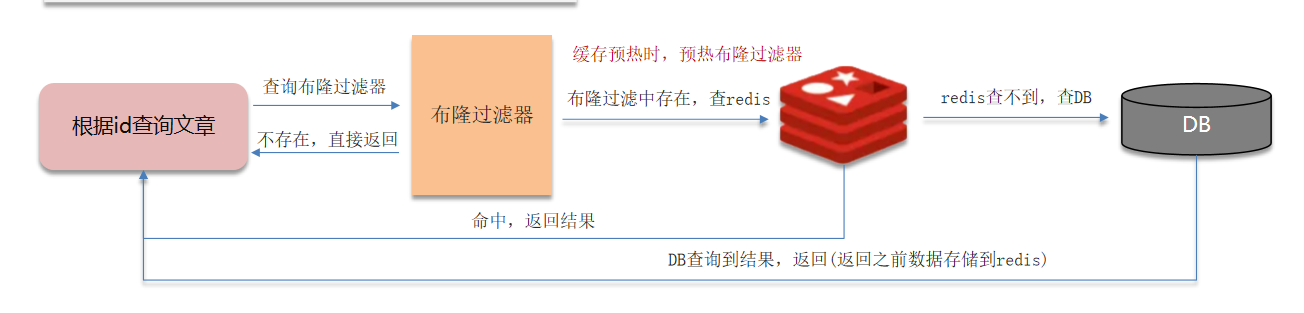 缓存预热时，预热布隆过滤器
查询布隆过滤器
布隆过滤中存在，查redis
redis查不到，查DB
根据id查询文章
布隆过滤器
DB
不存在，直接返回
命中，返回结果
DB查询到结果，返回(返回之前数据存储到redis)